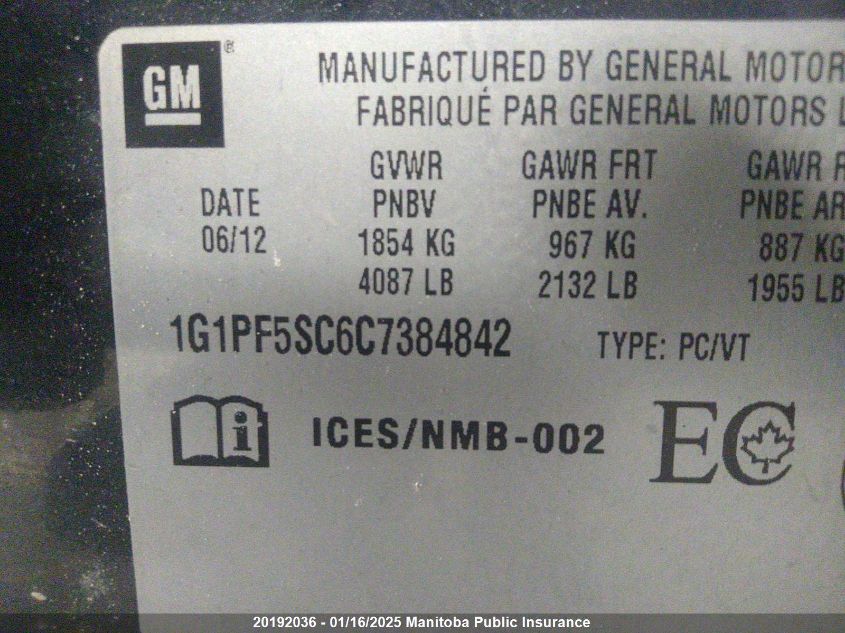 GM
®
MANUFACTURED BY GENERAL MOTOR
FABRIQUÉ PAR GENERAL MOTORS L
GVWR GAWR FRT GAWR R
DATE PNBV PNBE AV. PNBE AR
06/12 1854 KG 967 KG 887 KG
4087 LB 2132 LB 1955 LB
1G1PF5SC6C7384842 TYPE: PC/VT
i ICES/NMB-002 EC
20192036 - 01/16/2025 Manitoba Public Insurance